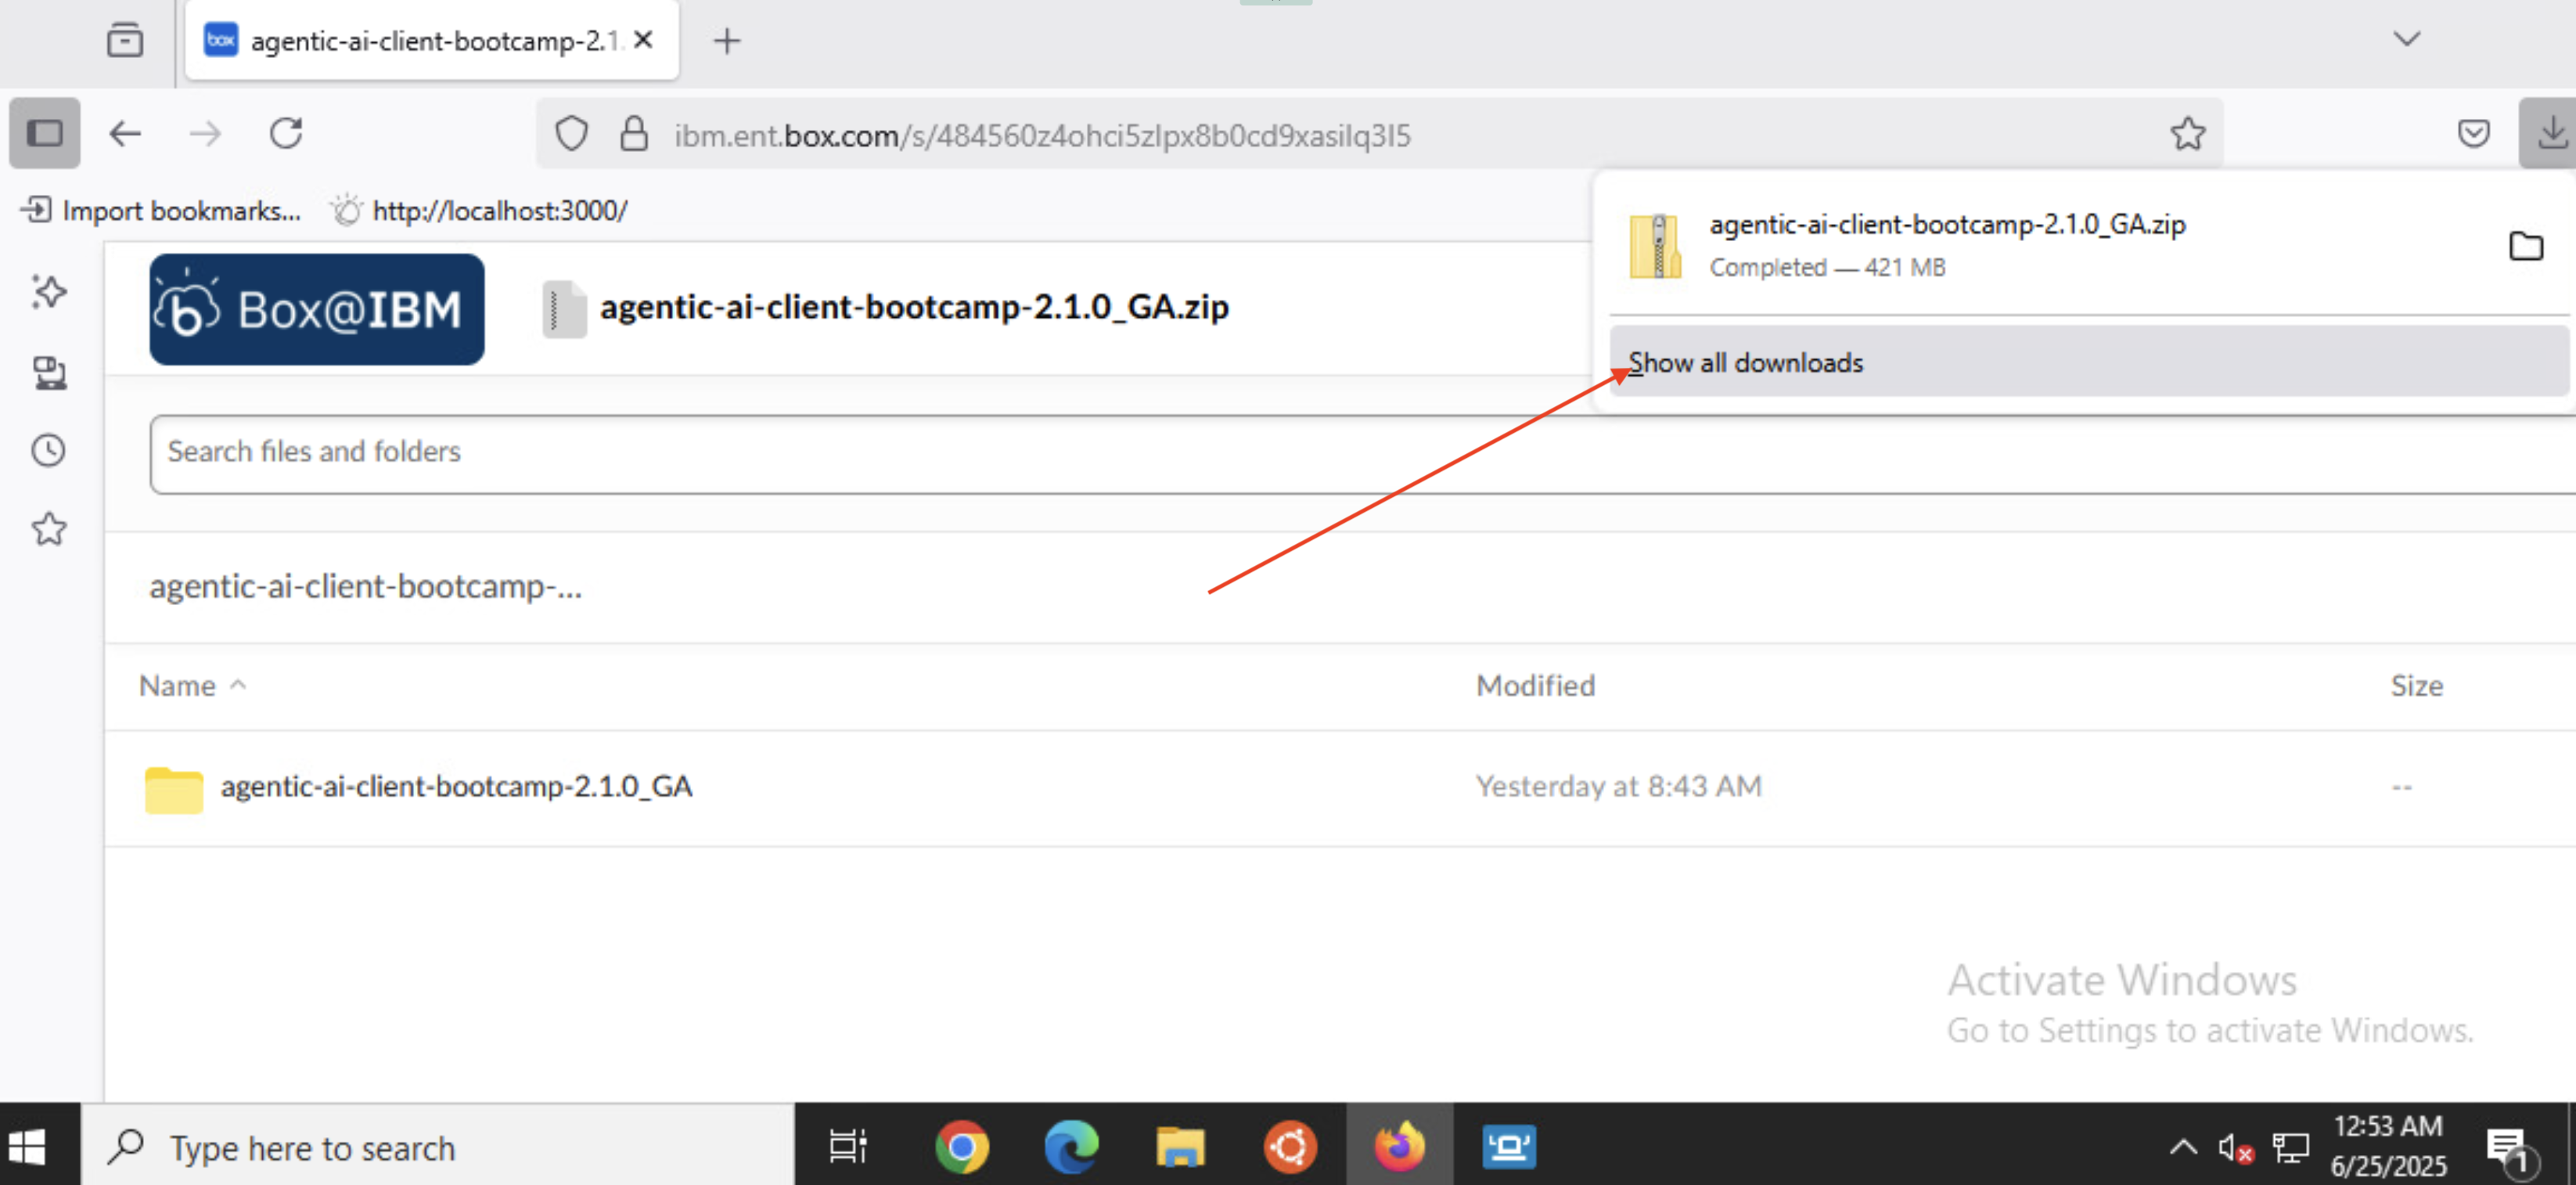 box agentic-ai-client-bootcamp-2.1.
ibm.ent.box.com/s/484560z4ohci5zlpx8b0cd9xasilq3l5
Import bookmarks... http://localhost:3000/
agentic-ai-client-bootcamp-2.1.0_GA.zip
Completed — 421 MB
Show all downloads
Box@IBM agentic-ai-client-bootcamp-2.1.0_GA.zip
Search files and folders
agentic-ai-client-bootcamp-...
Name Modified Size
agentic-ai-client-bootcamp-2.1.0_GA Yesterday at 8:43 AM --
Activate Windows
Go to Settings to activate Windows.
Type here to search
12:53 AM
6/25/2025
1